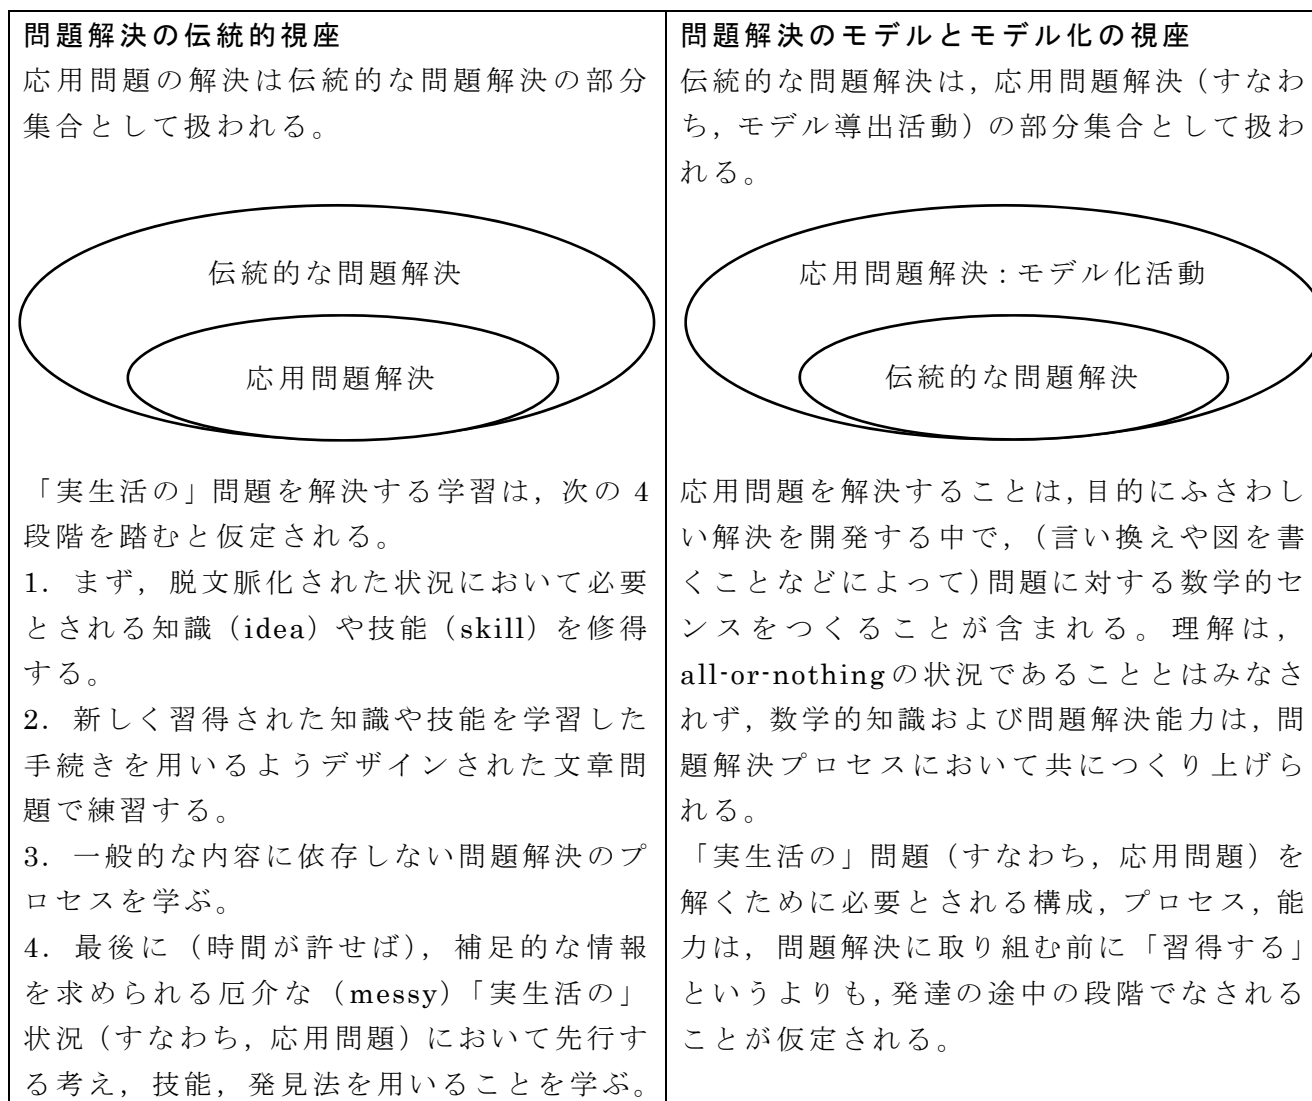 問題解決の伝統的視座
応用問題の解決は伝統的な問題解決の部分
集合として扱われる。
伝統的な問題解決
応用問題解決
「実生活の」問題を解決する学習は，次の 4
段階を踏むと仮定される。
1. まず，脱文脈化された状況において必要
とされる知識（idea）や技能（skill）を修得
する。
2. 新しく習得された知識や技能を学習した
手続きを用いるようデザインされた文章問
題で練習する。
3. 一般的な内容に依存しない問題解決のプ
ロセスを学ぶ。
4. 最後に（時間が許せば），補足的な情報
を求められる厄介な（messy）「実生活の」
状況（すなわち，応用問題）において先行す
る考え，技能，発見法を用いることを学ぶ。
問題解決のモデルとモデル化の視座
伝統的な問題解決は，応用問題解決（すなわ
ち，モデル導出活動）の部分集合として扱わ
れる。
応用問題解決：モデル化活動
伝統的な問題解決
応用問題を解決することは，目的にふさわし
い解決を開発する中で，（言い換えや図を書
くことなどによって）問題に対する数学的セ
ンスをつくることが含まれる。理解は，
all-or-nothingの状況であることとはみなさ
れず，数学的知識および問題解決能力は，問
題解決プロセスにおいて共につくり上げら
れる。
「実生活の」問題（すなわち，応用問題）を
解くために必要とされる構成，プロセス，能
力は，問題解決に取り組む前に「習得する」
というよりも，発達の途中の段階でなされる
ことが仮定される。